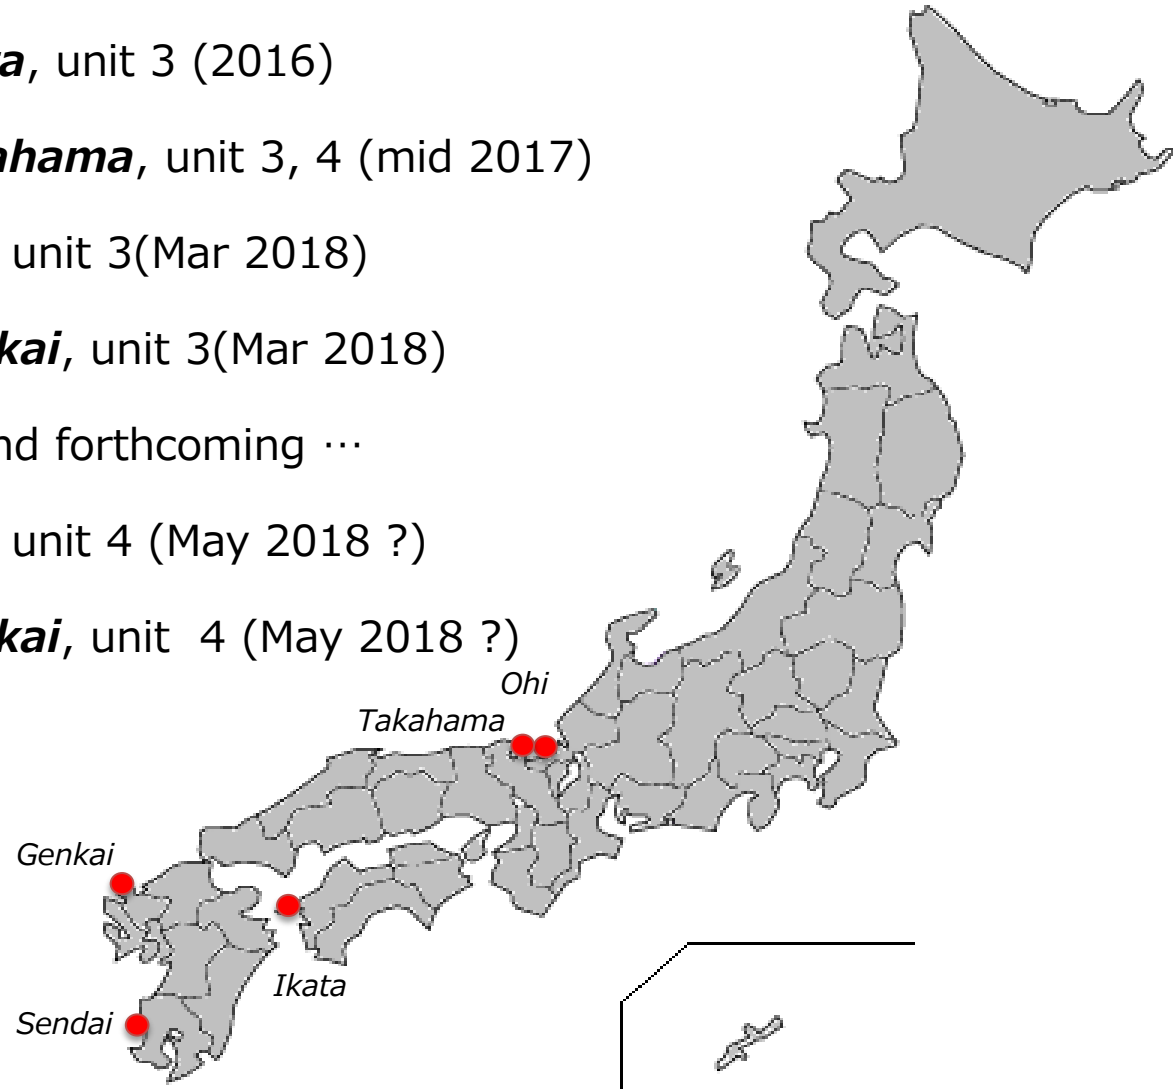 a, unit 3 (2016)
ahama, unit 3, 4 (mid 2017)
unit 3(Mar 2018)
kai, unit 3(Mar 2018)
nd forthcoming …
unit 4 (May 2018 ?)
kai, unit  4 (May 2018 ?)
Ohi
Takahama
Genkai
Ikata
Sendai